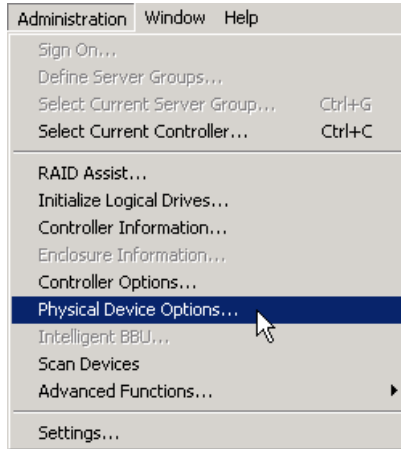 Administration Window Help
Sign On...
Define Server Groups...
Select Current Server Group... Ctrl+G
Select Current Controller... Ctrl+C
RAID Assist...
Initialize Logical Drives...
Controller Information...
Enclosure Information...
Controller Options...
Physical Device Options...
Intelligent BBU...
Scan Devices
Advanced Functions...
Settings...